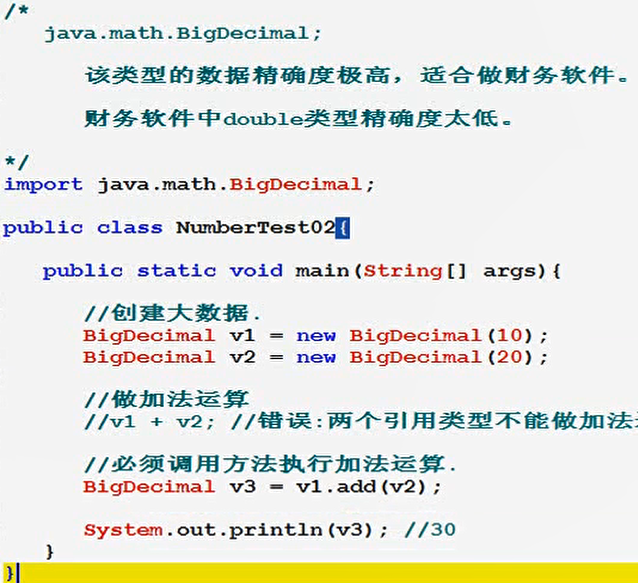 /*
java.math.BigDecimal;
该类型的数据精确度极高，适合做财务软件。
财务软件中double类型精确度太低。
*/
import java.math.BigDecimal;
public class NumberTest02{
public static void main(String[] args){
//创建大数据.
BigDecimal v1 = new BigDecimal(10);
BigDecimal v2 = new BigDecimal(20);
//做加法运算
//v1 + v2; //错误:两个引用类型不能做加法
//必须调用方法执行加法运算.
BigDecimal v3 = v1.add(v2);
System.out.println(v3); //30
}
}